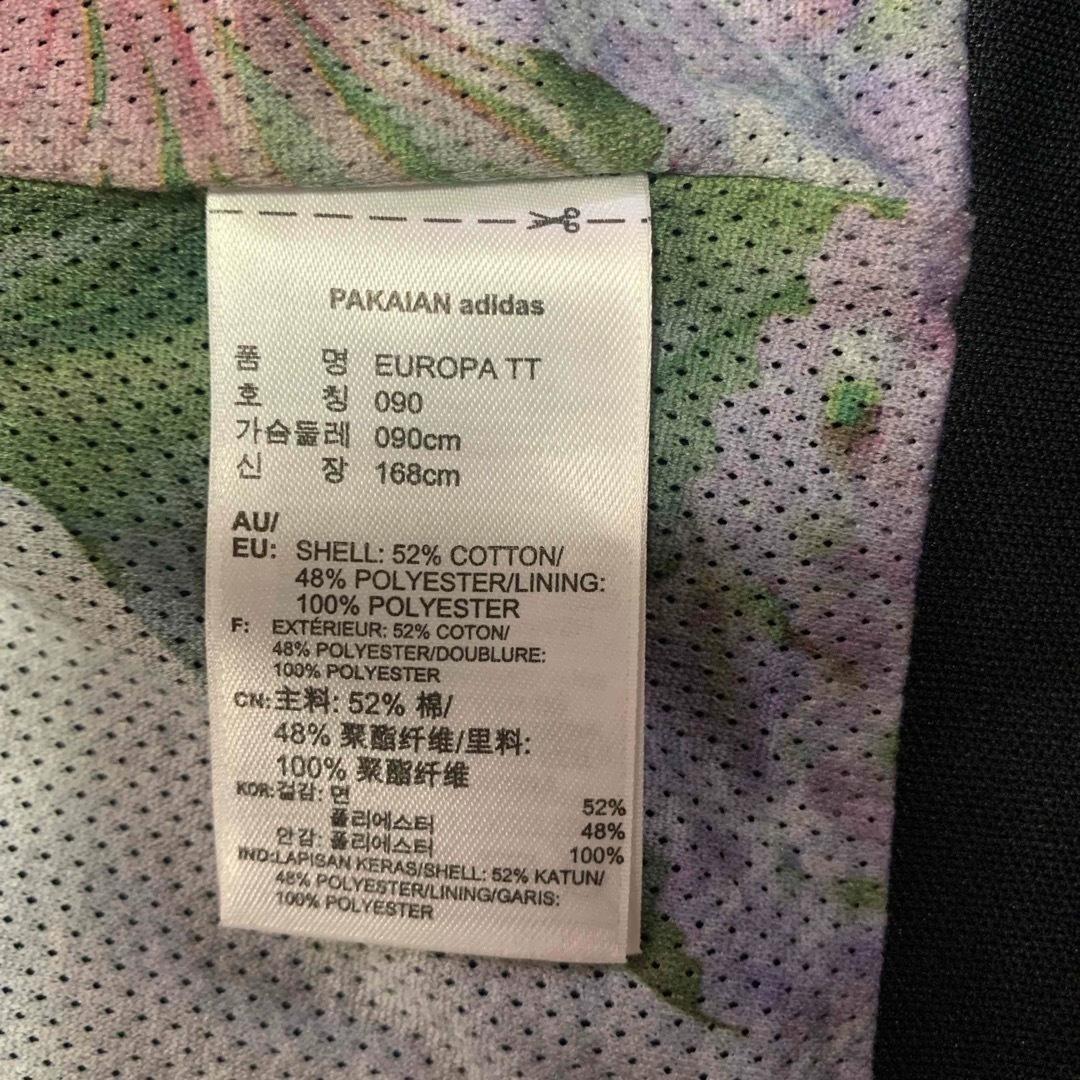 PAKAIAN adidas
품 명 EUROPA TT
호 칭 090
가슴둘레 090cm
신 장 168cm
AU/
EU: SHELL: 52% COTTON/
48% POLYESTER/LINING:
100% POLYESTER
F: EXTÉRIEUR: 52% COTON/
48% POLYESTER/DOUBLURE:
100% POLYESTER
CN: 主料: 52% 棉/
48% 聚酯纤维/里料:
100% 聚酯纤维
KOR: 겉감: 면 52%
폴리에스터 48%
안감: 폴리에스터 100%
IND: LAPISAN KERAS/SHELL: 52% KATUN/
48% POLYESTER/LINING/GARIS:
100% POLYESTER